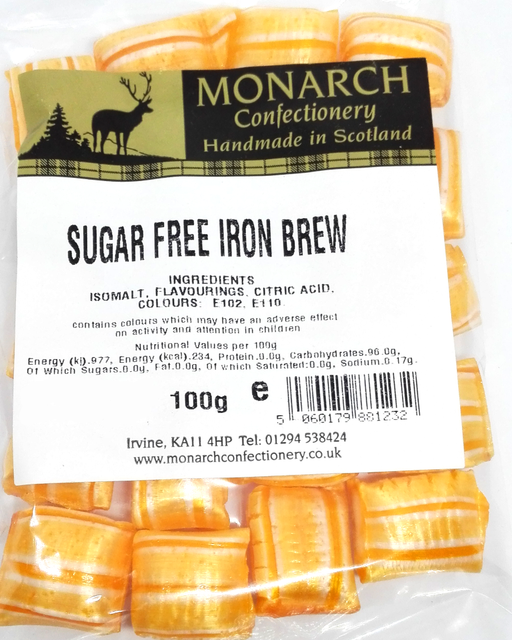 MONARCH
Confectionery
Handmade in Scotland
SUGAR FREE IRON BREW
INGREDIENTS
ISOMALT, FLAVOURINGS, CITRIC ACID,
COLOURS: E102, E110.
contains colours which may have an adverse effect
on activity and attention in children
Nutritional Values per 100g
Energy (kj).977, Energy (kcal).234, Protein.0.0g, Carbohydrates.96.0g,
Of Which Sugars.0.0g, Fat.0.0g, Of which Saturated:0.0g, Sodium.0.17g.
100g e
5 060179 881232
Irvine, KA11 4HP Tel: 01294 538424
www.monarchconfectionery.co.uk